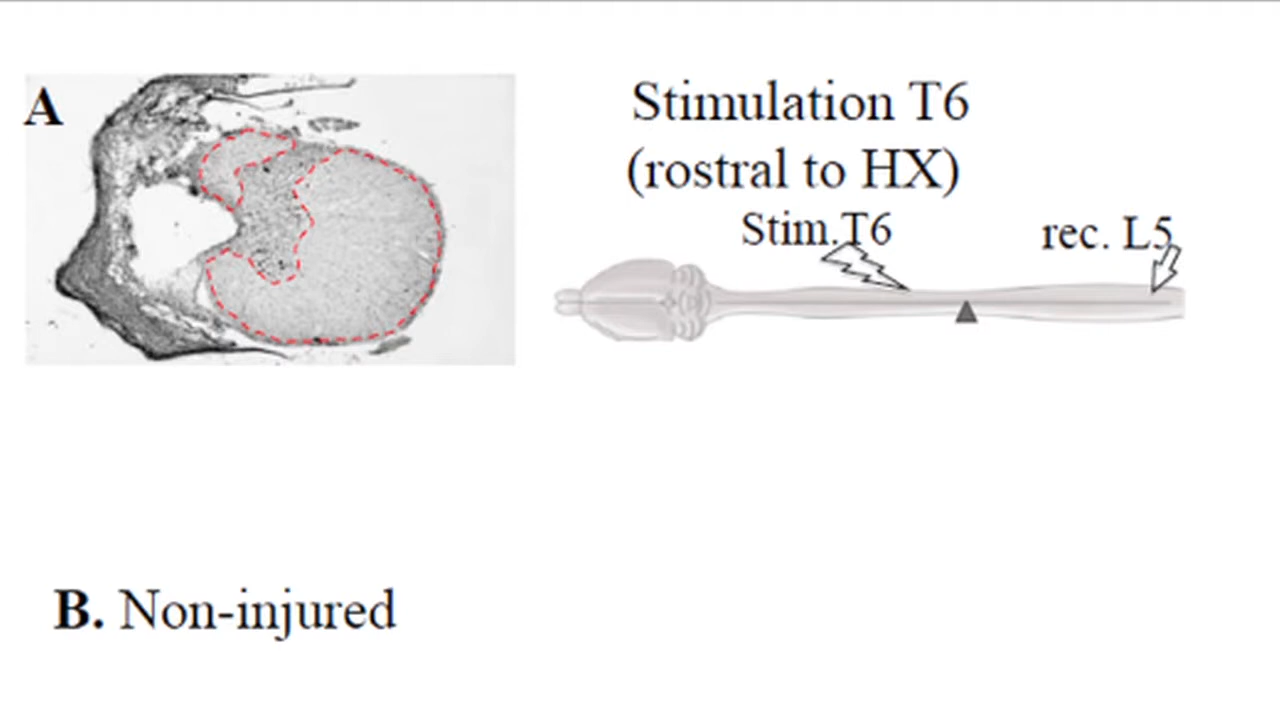 A
Stimulation T6
(rostral to HX)
Stim.T6
rec. L5
B. Non-injured